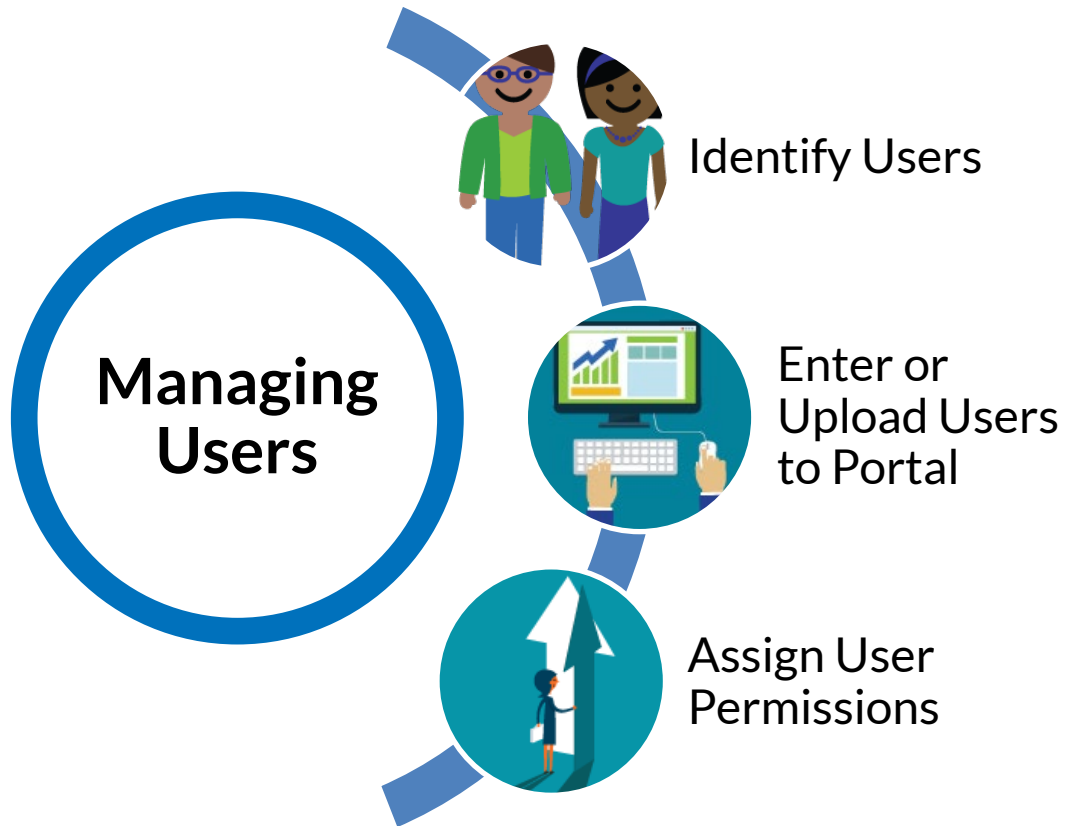 Managing
Users
Identify Users
Enter or
Upload Users
to Portal
Assign User
Permissions